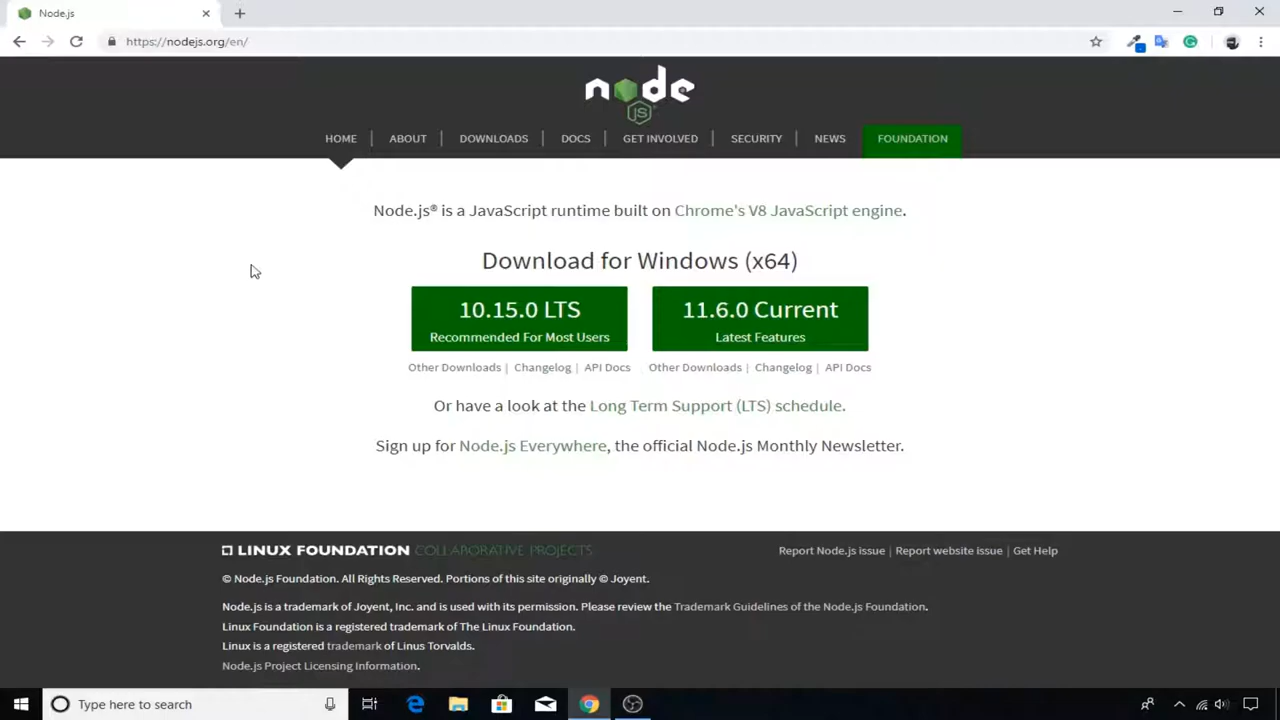 Node.js
https://nodejs.org/en/
node
JS
HOME | ABOUT | DOWNLOADS | DOCS | GET INVOLVED | SECURITY | NEWS FOUNDATION
Node.js® is a JavaScript runtime built on Chrome's V8 JavaScript engine.
Download for Windows (x64)
10.15.0 LTS
Recommended For Most Users
11.6.0 Current
Latest Features
Other Downloads | Changelog | API Docs
Other Downloads | Changelog | API Docs
Or have a look at the Long Term Support (LTS) schedule.
Sign up for Node.js Everywhere, the official Node.js Monthly Newsletter.
LINUX FOUNDATION COLLABORATIVE PROJECTS
Report Node.js issue | Report website issue | Get Help
© Node.js Foundation. All Rights Reserved. Portions of this site originally © Joyent.
Node.js is a trademark of Joyent, Inc. and is used with its permission. Please review the Trademark Guidelines of the Node.js Foundation.
Linux Foundation is a registered trademark of The Linux Foundation.
Linux is a registered trademark of Linus Torvalds.
Node.js Project Licensing Information.
Type here to search